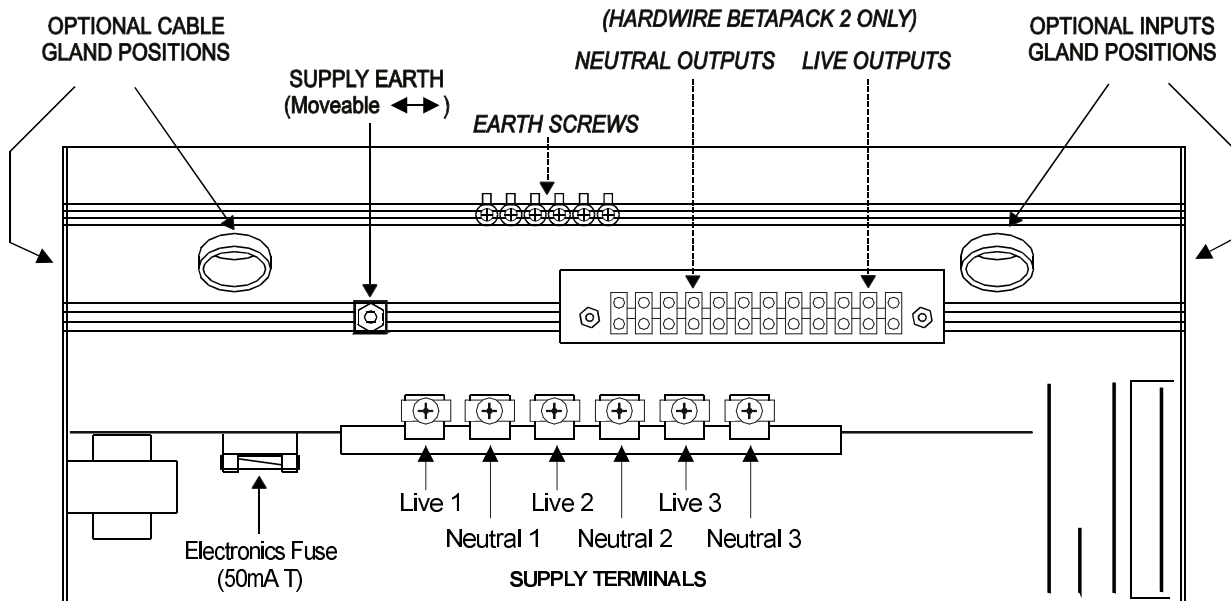 OPTIONAL CABLE
GLAND POSITIONS
(HARDWIRE BETAPACK 2 ONLY)
NEUTRAL OUTPUTS
LIVE OUTPUTS
OPTIONAL INPUTS
GLAND POSITIONS
SUPPLY EARTH
(Moveable ◄─►)
EARTH SCREWS
Live 1
Live 2
Live 3
Neutral 1
Neutral 2
Neutral 3
Electronics Fuse
(50mA T)
SUPPLY TERMINALS